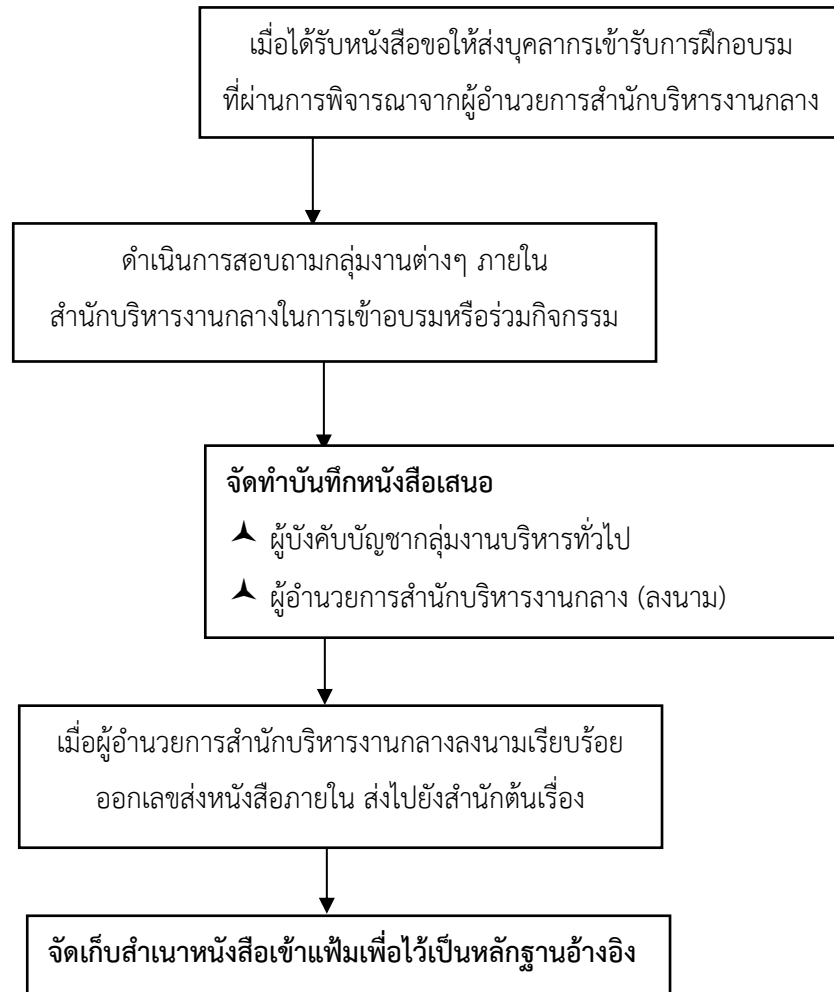 เมื่อได้รับหนังสือขอให้ส่งบุคลากรเข้ารับการฝึกอบรม
ที่ผ่านการพิจารณาจากผู้อำนวยการสำนักบริหารงานกลาง
ดำเนินการสอบถามกลุ่มงานต่างๆ ภายใน
สำนักบริหารงานกลางในการเข้าอบรมหรือร่วมกิจกรรม
จัดทำบันทึกหนังสือเสนอ
ผู้บังคับบัญชากลุ่มงานบริหารทั่วไป
ผู้อำนวยการสำนักบริหารงานกลาง (ลงนาม)
เมื่อผู้อำนวยการสำนักบริหารงานกลางลงนามเรียบร้อย
ออกเลขส่งหนังสือภายใน ส่งไปยังสำนักต้นเรื่อง
จัดเก็บสำเนาหนังสือเข้าแฟ้มเพื่อไว้เป็นหลักฐานอ้างอิง